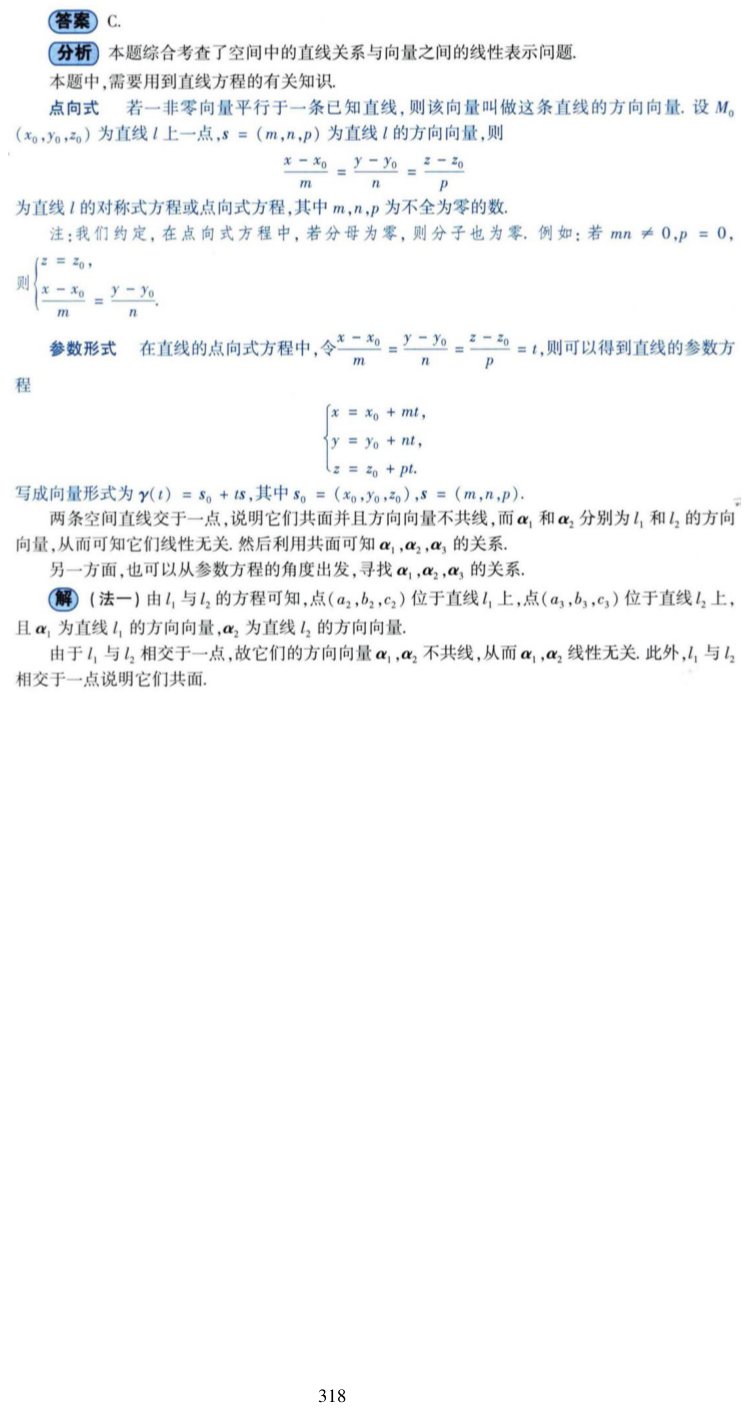 答案 C.
分析 本题综合考查了空间中的直线关系与向量之间的线性表示问题.
本题中,需要用到直线方程的有关知识.
点向式 若一非零向量平行于一条已知直线,则该向量叫做这条直线的方向向量. 设 M₀
(x₀,y₀,z₀) 为直线 l 上一点,s = (m,n,p) 为直线 l 的方向向量,则
(x - x₀)/m = (y - y₀)/n = (z - z₀)/p
为直线 l 的对称式方程或点向式方程,其中 m,n,p 为不全为零的数.
注:我们约定, 在点向式方程中, 若分母为零, 则分子也为零. 例如: 若 mn ≠ 0,p = 0,
则 { z = z₀,
(x - x₀)/m = (y - y₀)/n.
参数形式 在直线的点向式方程中,令 (x - x₀)/m = (y - y₀)/n = (z - z₀)/p = t,则可以得到直线的参数方
程
{ x = x₀ + mt,
y = y₀ + nt,
z = z₀ + pt.
写成向量形式为 γ(t) = s₀ + ts,其中 s₀ = (x₀,y₀,z₀),s = (m,n,p).
两条空间直线交于一点,说明它们共面并且方向向量不共线,而 α₁ 和 α₂ 分别为 l₁ 和 l₂ 的方向
向量,从而可知它们线性无关. 然后利用共面可知 α₁,α₂,α₃ 的关系.
另一方面,也可以从参数方程的角度出发,寻找 α₁,α₂,α₃ 的关系.
解 (法一) 由 l₁ 与 l₂ 的方程可知,点(a₂,b₂,c₂) 位于直线 l₁ 上,点(a₃,b₃,c₃) 位于直线 l₂ 上,
且 α₁ 为直线 l₁ 的方向向量,α₂ 为直线 l₂ 的方向向量.
由于 l₁ 与 l₂ 相交于一点,故它们的方向向量 α₁,α₂ 不共线,从而 α₁,α₂ 线性无关. 此外,l₁ 与 l₂
相交于一点说明它们共面.
318